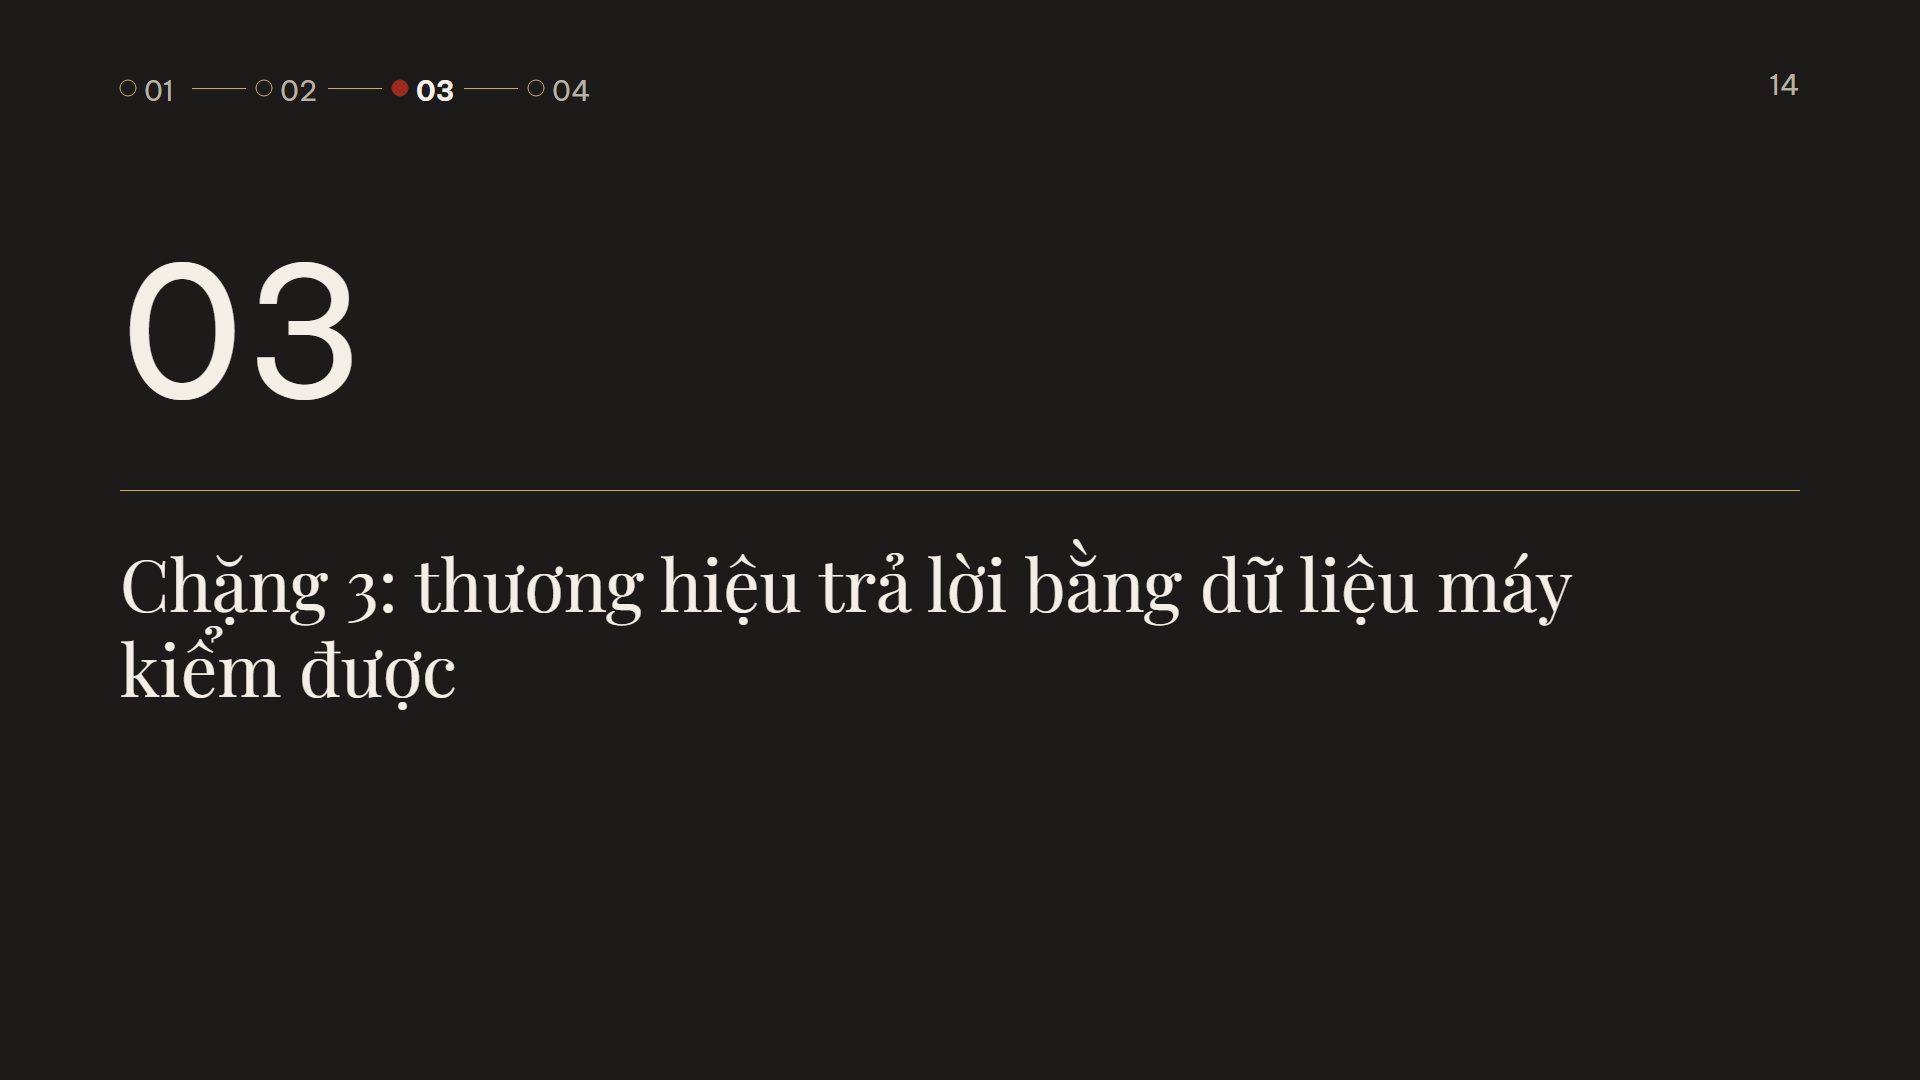 01 02 03 04
14
03
Chặng 3: thương hiệu trả lời bằng dữ liệu máy
kiểm được